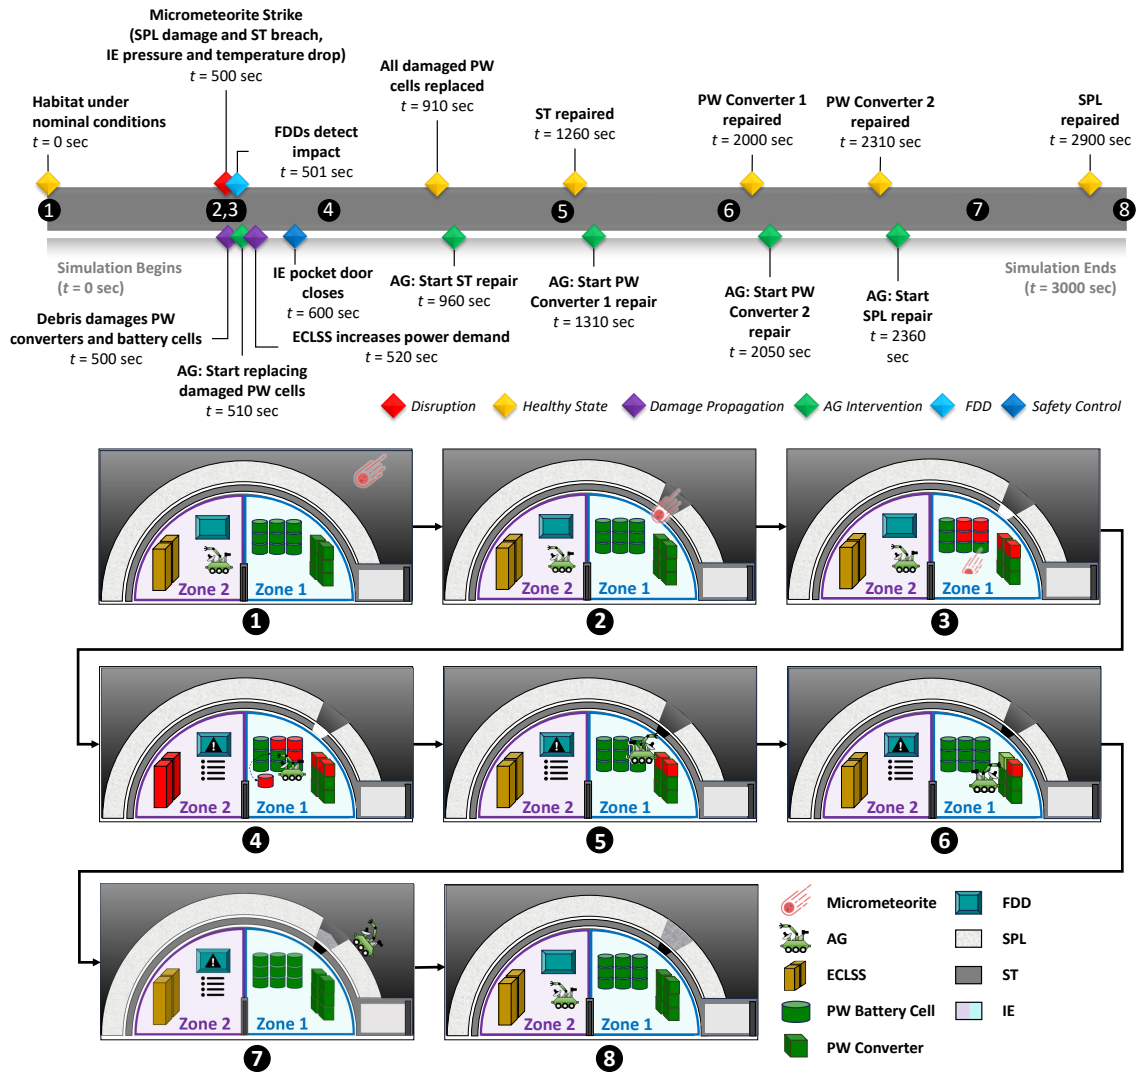 Micrometeorite Strike
(SPL damage and ST breach,
IE pressure and temperature drop)
t = 500 sec
Habitat under
nominal conditions
t = 0 sec
FDDs detect
impact
t = 501 sec
All damaged PW
cells replaced
t = 910 sec
ST repaired
t = 1260 sec
PW Converter 1
repaired
t = 2000 sec
PW Converter 2
repaired
t = 2310 sec
SPL
repaired
t = 2900 sec
1
2,3
4
5
6
7
8
Simulation Begins
(t = 0 sec)
Simulation Ends
(t = 3000 sec)
Debris damages PW
converters and battery cells
t = 500 sec
AG: Start replacing
damaged PW cells
t = 510 sec
IE pocket door
closes
t = 600 sec
ECLSS increases power demand
t = 520 sec
AG: Start ST repair
t = 960 sec
AG: Start PW
Converter 1 repair
t = 1310 sec
AG: Start PW
Converter 2
repair
t = 2050 sec
AG: Start
SPL repair
t = 2360
sec
Disruption
Healthy State
Damage Propagation
AG Intervention
FDD
Safety Control
Zone 2
Zone 1
1
Zone 2
Zone 1
2
Zone 2
Zone 1
3
Zone 2
Zone 1
4
Zone 2
Zone 1
5
Zone 2
Zone 1
6
Zone 2
Zone 1
7
Zone 2
Zone 1
8
Micrometeorite
FDD
AG
SPL
ECLSS
ST
PW Battery Cell
IE
PW Converter